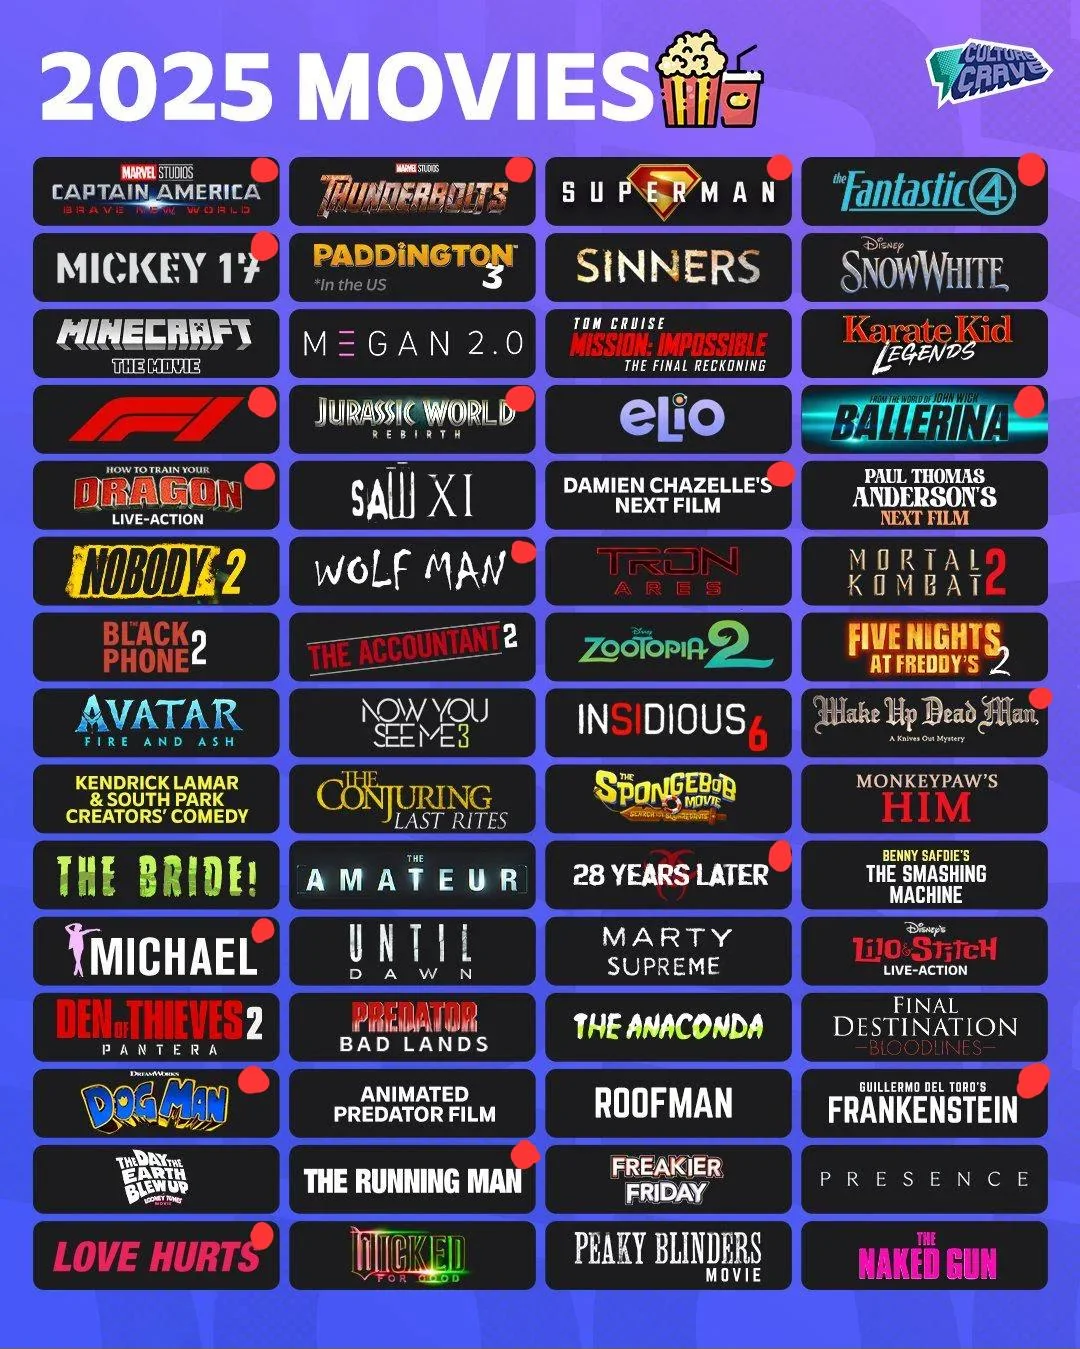 2025 MOVIES
CULTURE
CRAVE
MARVEL STUDIOS
CAPTAIN AMERICA
BRAVE NEW WORLD
MARVEL STUDIOS
THUNDERBOLTS
SUPERMAN
the Fantastic 4
MICKEY 17
PADDINGTON™
3
*In the US
SINNERS
Disney
SNOW WHITE
MINECRAFT
THE MOVIE
MEGAN 2.0
TOM CRUISE
MISSION: IMPOSSIBLE
THE FINAL RECKONING
Karate Kid
LEGENDS
F1
JURASSIC WORLD
REBIRTH
elio
FROM THE WORLD OF JOHN WICK
BALLERINA
HOW TO TRAIN YOUR
DRAGON
LIVE-ACTION
SAW XI
DAMIEN CHAZELLE'S
NEXT FILM
PAUL THOMAS
ANDERSON'S
NEXT FILM
NOBODY 2
WOLF MAN
TRON
ARES
MORTAL
KOMBAT 2
THE
BLACK
PHONE 2
THE ACCOUNTANT 2
Disney
ZOOTOPIA 2
FIVE NIGHTS
AT FREDDY'S 2
AVATAR
FIRE AND ASH
NOW YOU
SEE ME 3
INSIDIOUS 6
Wake Up Dead Man
A Knives Out Mystery
KENDRICK LAMAR
& SOUTH PARK
CREATORS' COMEDY
THE
CONJURING
LAST RITES
THE
SPONGEBOB
MOVIE
SEARCH FOR SQUAREPANTS
MONKEYPAW'S
HIM
THE BRIDE!
THE
AMATEUR
28 YEARS LATER
BENNY SAFDIE'S
THE SMASHING
MACHINE
MICHAEL
UNTIL
DAWN
MARTY
SUPREME
Disney's
LILO & STITCH
LIVE-ACTION
DEN OF THIEVES 2
PANTERA
PREDATOR
BAD LANDS
THE ANACONDA
FINAL
DESTINATION
BLOODLINES
DREAMWORKS
DOG MAN
ANIMATED
PREDATOR FILM
ROOFMAN
GUILLERMO DEL TORO'S
FRANKENSTEIN
THE DAY THE
EARTH
BLEW UP
LOONEY TUNES
MOVIE
THE RUNNING MAN
FREAKIER
FRIDAY
PRESENCE
LOVE HURTS
WICKED
FOR GOOD
PEAKY BLINDERS
MOVIE
THE
NAKED GUN